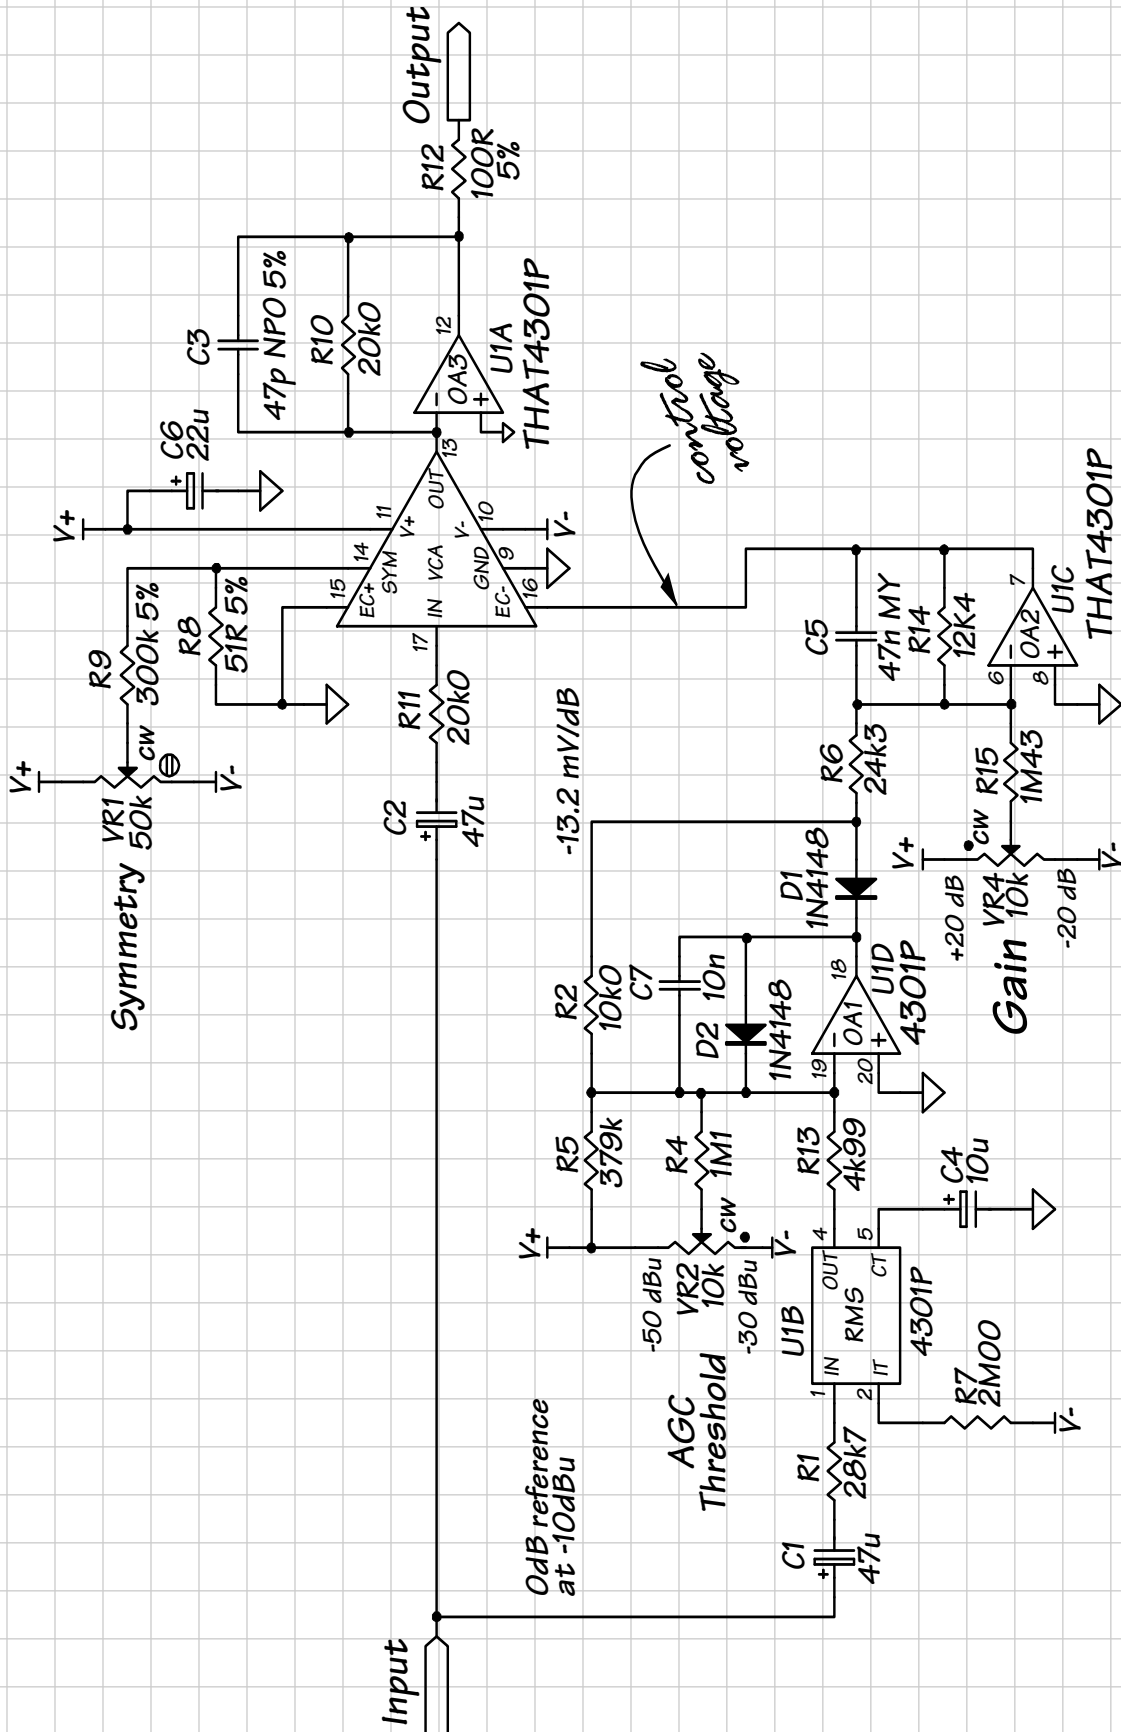 Input
0dB reference
at -10dBu
C1
47u
R1
28k7
U1B
1
IN
2
IT
RMS
OUT
4
CT
5
4301P
R7
2M00
V-
C4
+
10u
AGC
Threshold
V+
-50 dBu
VR2
10k
-30 dBu
cw
V-
R5
379k
R4
1M1
R13
4k99
R2
10k0
C7
10n
D2
1N4148
19
-
20
+
OA1
18
U1D
4301P
D1
1N4148
-13.2 mV/dB
R6
24k3
Gain
V+
+20 dB
VR4
10k
-20 dB
cw
V-
R15
1M43
C5
47n MY
R14
12K4
6
-
8
+
OA2
7
U1C
THAT4301P
control
voltage
Symmetry
V+
VR1
50k
cw
V-
R9
300k 5%
R8
51R 5%
C2
+
47u
R11
20k0
17
IN
VCA
OUT
13
15
EC+
14
SYM
11
V+
16
EC-
9
GND
10
V-
V+
V-
C6
+
22u
C3
47p NPO 5%
R10
20k0
-
+
OA3
12
U1A
THAT4301P
R12
100R
5%
Output
+